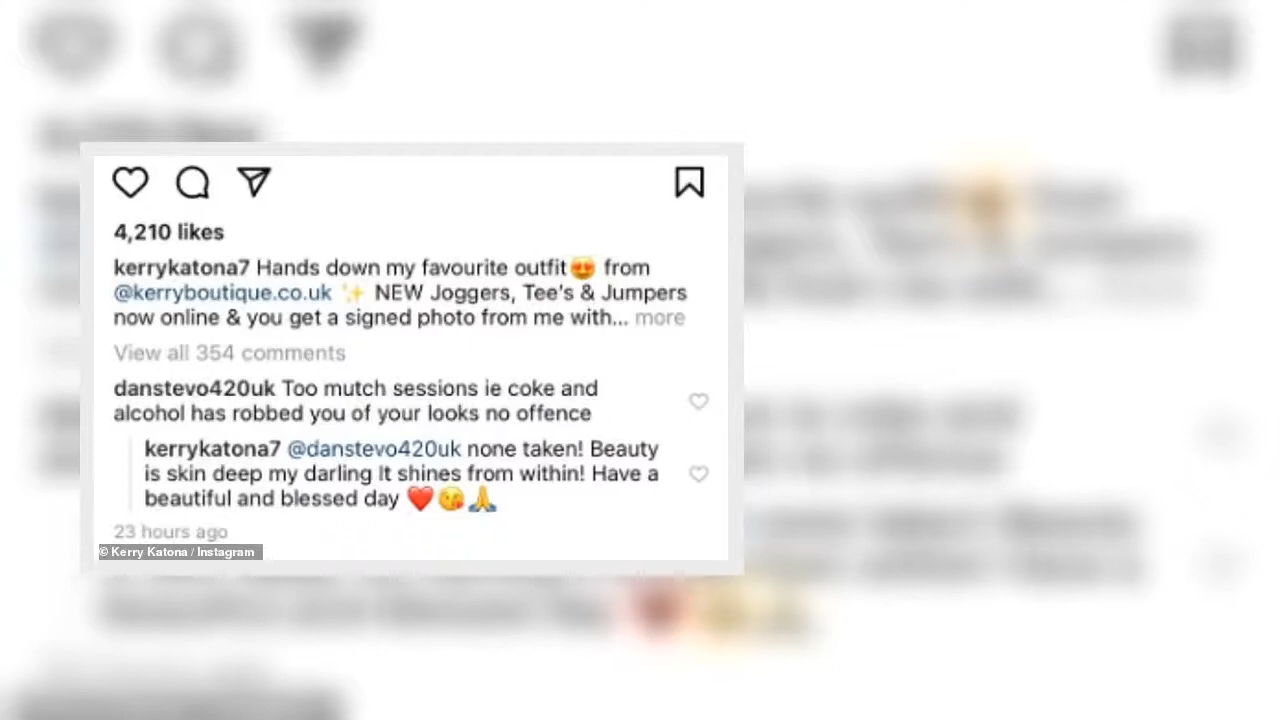 4,210 likes
kerrykatona7 Hands down my favourite outfit😍 from
@kerryboutique.co.uk ✨ NEW Joggers, Tee's & Jumpers
now online & you get a signed photo from me with... more
View all 354 comments
danstevo420uk Too mutch sessions ie coke and
alcohol has robbed you of your looks no offence
kerrykatona7 @danstevo420uk none taken! Beauty
is skin deep my darling It shines from within! Have a
beautiful and blessed day ❤️😘🙏
23 hours ago
© Kerry Katona / Instagram